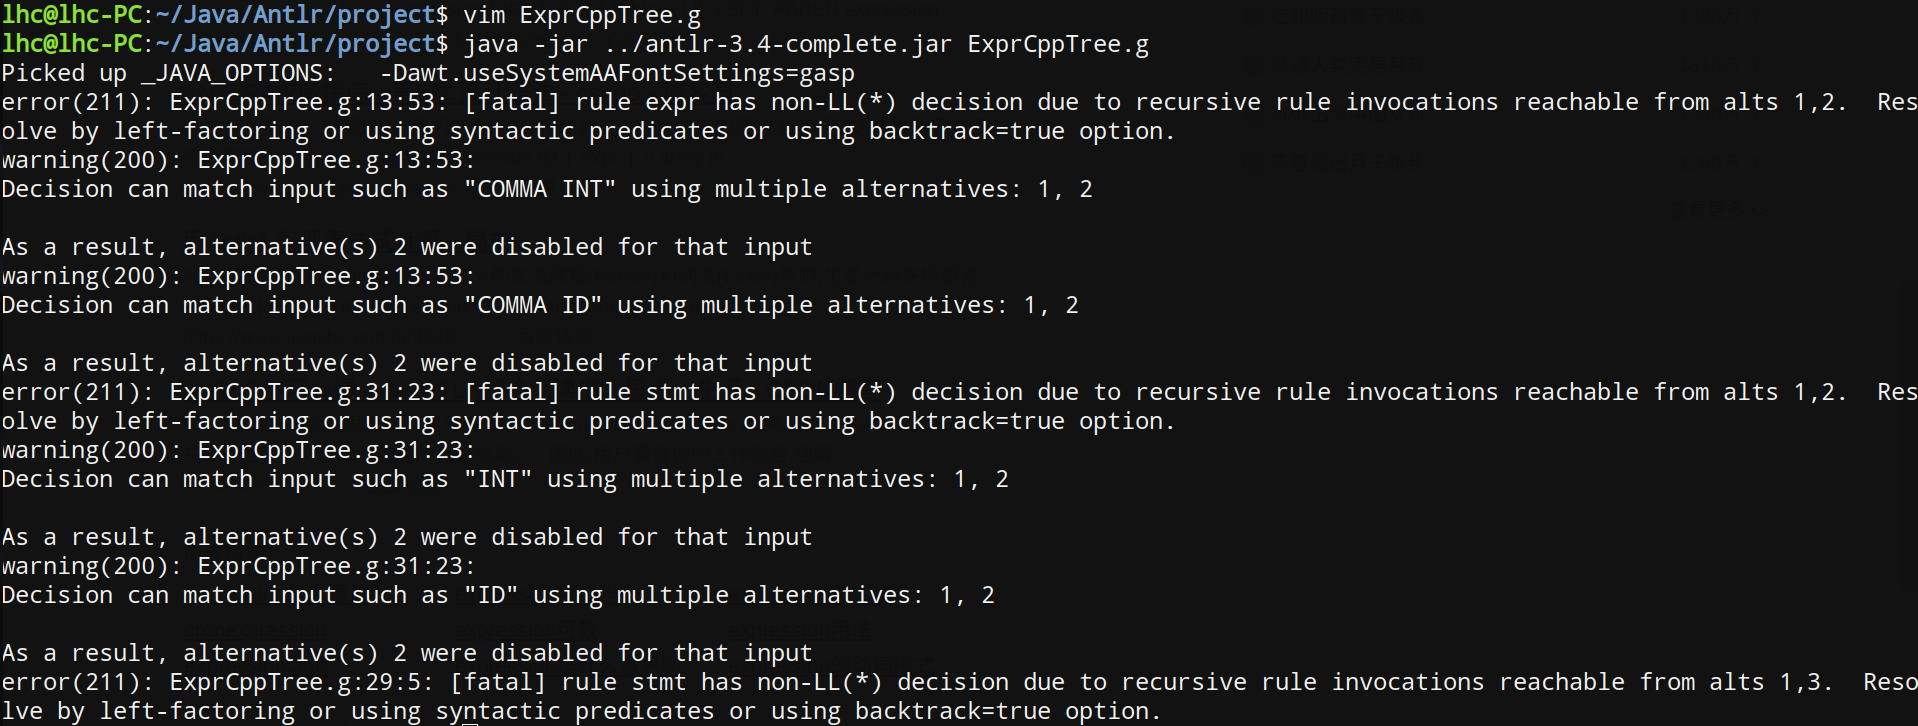 lhc@lhc-PC:~/Java/Antlr/project$ vim ExprCppTree.g
lhc@lhc-PC:~/Java/Antlr/project$ java -jar ../antlr-3.4-complete.jar ExprCppTree.g
Picked up _JAVA_OPTIONS:   -Dawt.useSystemAAFontSettings=gasp
error(211): ExprCppTree.g:13:53: [fatal] rule expr has non-LL(*) decision due to recursive rule invocations reachable from alts 1,2.  Res
olve by left-factoring or using syntactic predicates or using backtrack=true option.
warning(200): ExprCppTree.g:13:53:
Decision can match input such as "COMMA INT" using multiple alternatives: 1, 2
As a result, alternative(s) 2 were disabled for that input
warning(200): ExprCppTree.g:13:53:
Decision can match input such as "COMMA ID" using multiple alternatives: 1, 2
As a result, alternative(s) 2 were disabled for that input
error(211): ExprCppTree.g:31:23: [fatal] rule stmt has non-LL(*) decision due to recursive rule invocations reachable from alts 1,2.  Res
olve by left-factoring or using syntactic predicates or using backtrack=true option.
warning(200): ExprCppTree.g:31:23:
Decision can match input such as "INT" using multiple alternatives: 1, 2
As a result, alternative(s) 2 were disabled for that input
warning(200): ExprCppTree.g:31:23:
Decision can match input such as "ID" using multiple alternatives: 1, 2
As a result, alternative(s) 2 were disabled for that input
error(211): ExprCppTree.g:29:5: [fatal] rule stmt has non-LL(*) decision due to recursive rule invocations reachable from alts 1,3.  Reso
lve by left-factoring or using syntactic predicates or using backtrack=true option.